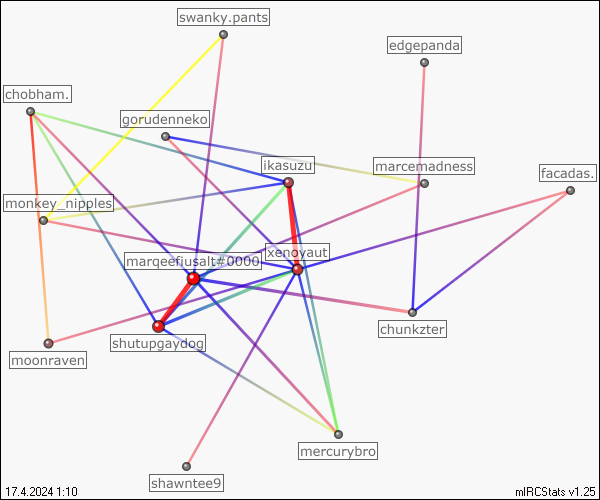 swanky.pants
edgepanda
chobham.
gorudenneko
ikasuzu
marcemadness
facadas.
monkey_nipples
xenoyaut
marqeefiusalt#0000
chunkzter
shutupgaydog
moonraven
mercurybro
shawntee9
17.4.2024 1:10
mIRCStats v1.25